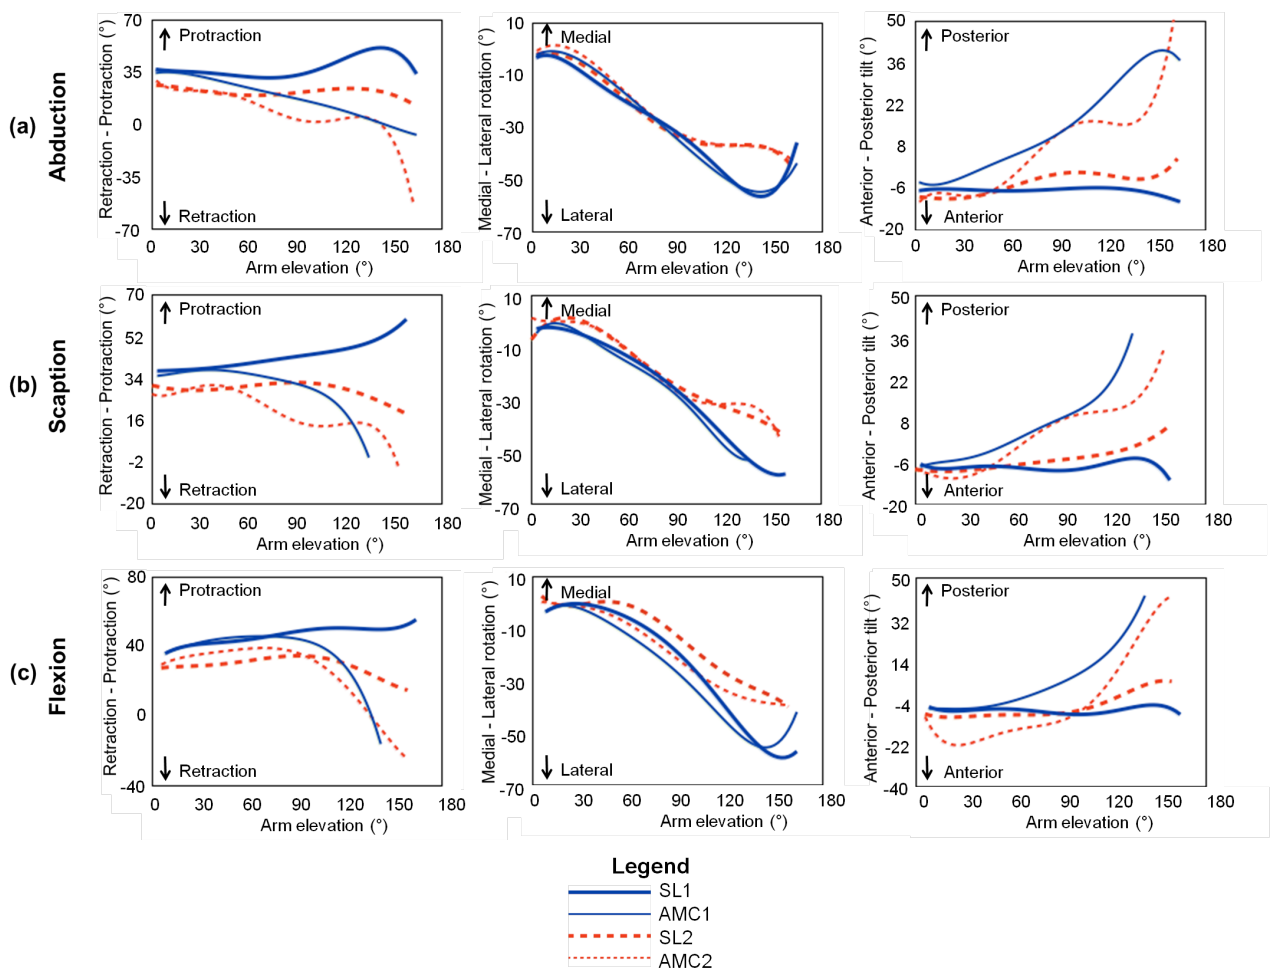 (a)
Abduction
Retraction - Protraction (°)
70
35
0
-35
-70
Protraction
Retraction
0 30 60 90 120 150 180
Arm elevation (°)
Medial - Lateral rotation (°)
10
-10
-30
-50
-70
Medial
Lateral
0 30 60 90 120 150 180
Arm elevation (°)
Anterior - Posterior tilt (°)
50
36
22
8
-6
-20
Posterior
Anterior
0 30 60 90 120 150 180
Arm elevation (°)
(b)
Scaption
Retraction - Protraction (°)
70
52
34
16
-2
-20
Protraction
Retraction
0 30 60 90 120 150 180
Arm elevation (°)
Medial - Lateral rotation (°)
10
-10
-30
-50
-70
Medial
Lateral
0 30 60 90 120 150 180
Arm elevation (°)
Anterior - Posterior tilt (°)
50
36
22
8
-6
-20
Posterior
Anterior
0 30 60 90 120 150 180
Arm elevation (°)
(c)
Flexion
Retraction - Protraction (°)
80
40
0
-40
Protraction
Retraction
0 30 60 90 120 150 180
Arm elevation (°)
Medial - Lateral rotation (°)
10
-10
-30
-50
-70
Medial
Lateral
0 30 60 90 120 150 180
Arm elevation (°)
Anterior - Posterior tilt (°)
50
32
14
-4
-22
-40
Posterior
Anterior
0 30 60 90 120 150 180
Arm elevation (°)
Legend
SL1
AMC1
SL2
AMC2